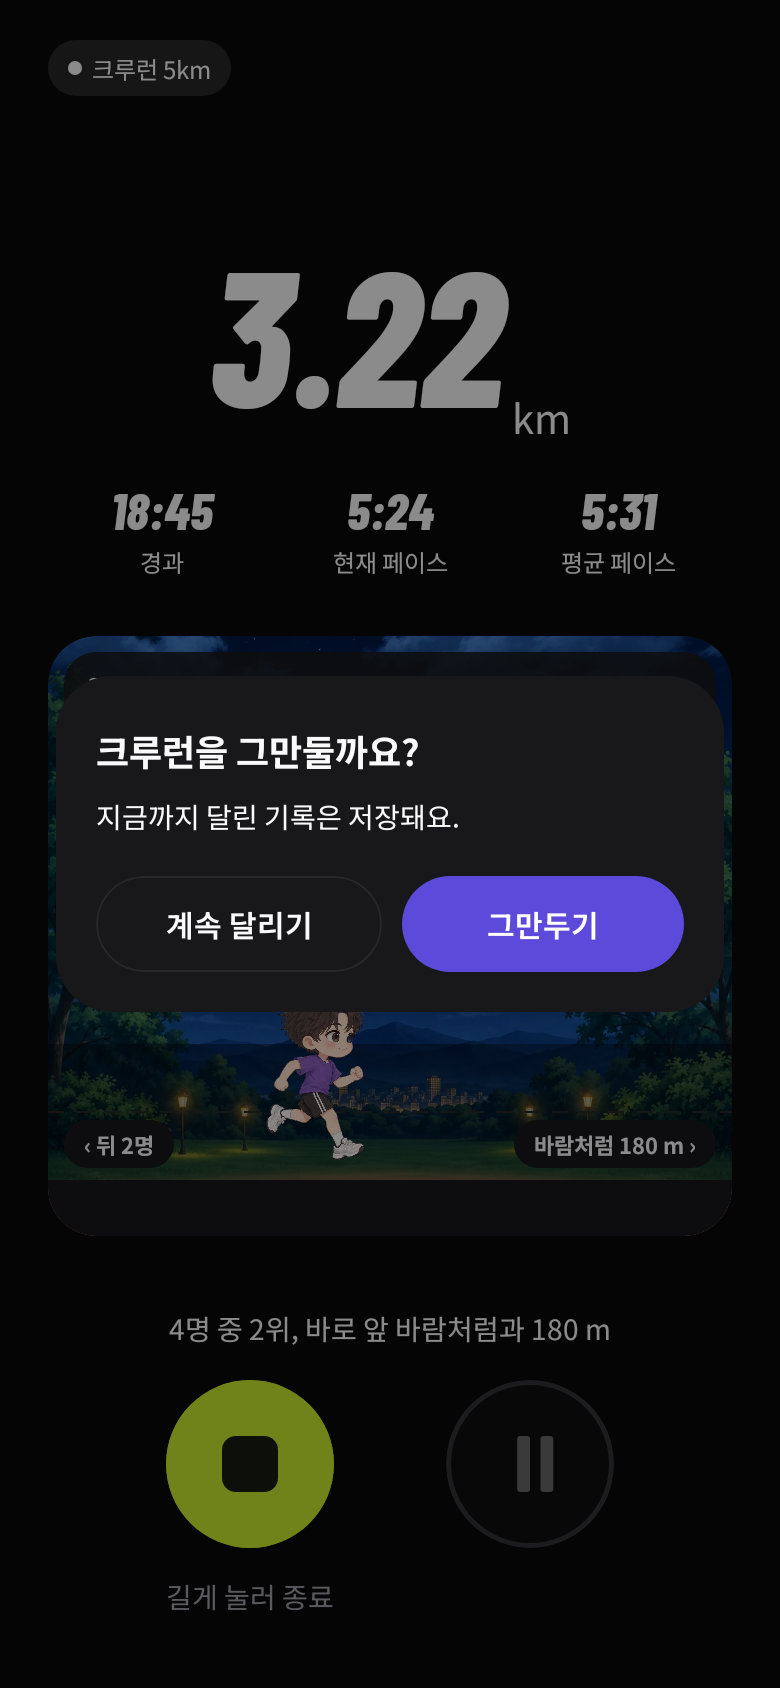 크루런 5km
3.22 km
18:45 5:24 5:31
경과 현재 페이스 평균 페이스
크루런을 그만둘까요?
지금까지 달린 기록은 저장돼요.
계속 달리기 그만두기
‹ 뒤 2명 바람처럼 180 m ›
4명 중 2위, 바로 앞 바람처럼과 180 m
길게 눌러 종료